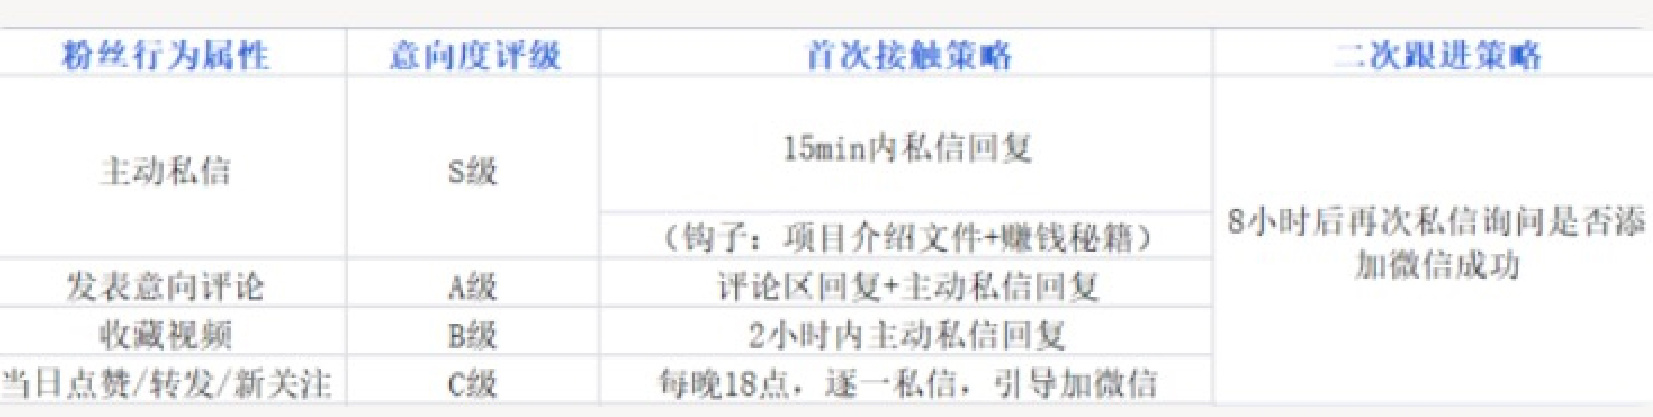 粉丝行为属性 意向度评级 首次接触策略 二次跟进策略
主动私信 S级 15min内私信回复
（钩子：项目介绍文件+赚钱秘籍）
8小时后再次私信询问是否添
加微信成功
发表意向评论 A级 评论区回复+主动私信回复
收藏视频 B级 2小时内主动私信回复
当日点赞/转发/新关注 C级 每晚18点，逐一私信，引导加微信